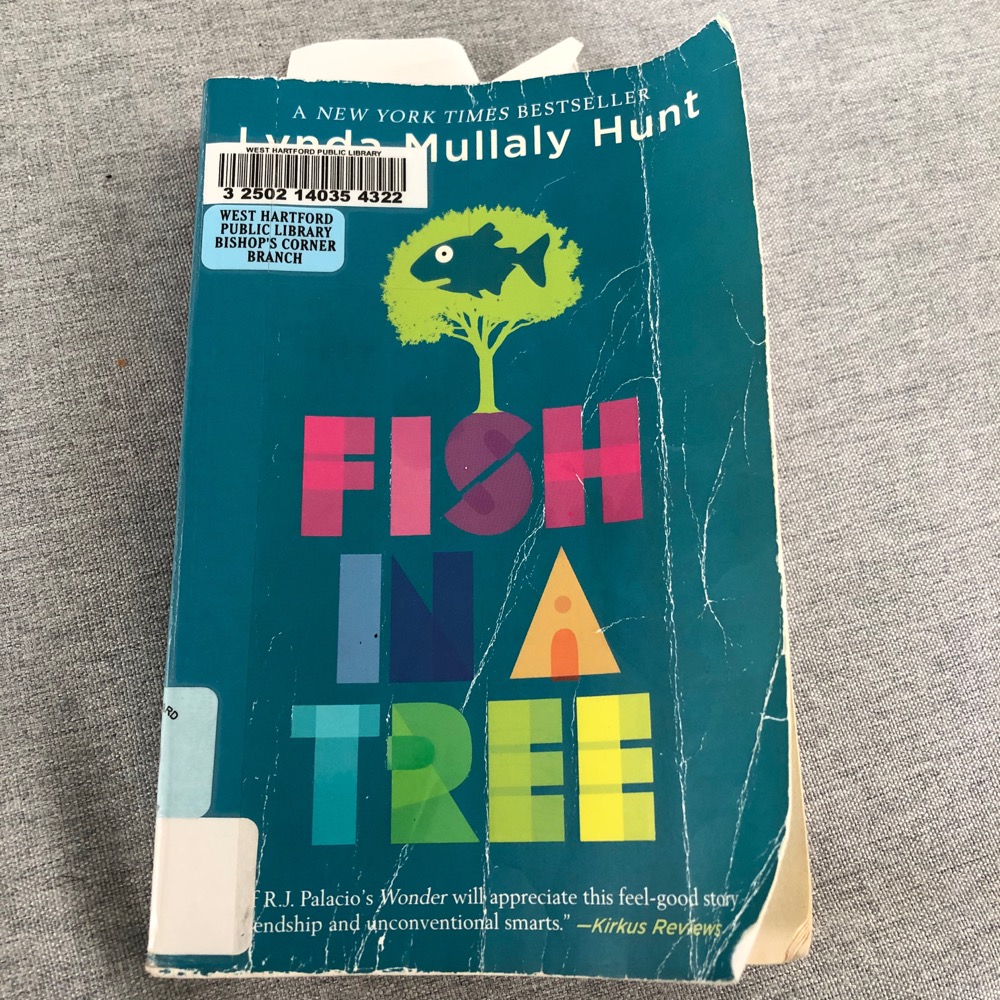 A NEW YORK TIMES BESTSELLER
Lynda Mullaly Hunt
WEST HARTFORD PUBLIC LIBRARY
3 2502 14035 4322
WEST HARTFORD
PUBLIC LIBRARY
BISHOP'S CORNER
BRANCH
FISH
IN A
TREE
R.J. Palacio's Wonder will appreciate this feel-good story
endship and unconventional smarts." —Kirkus Reviews